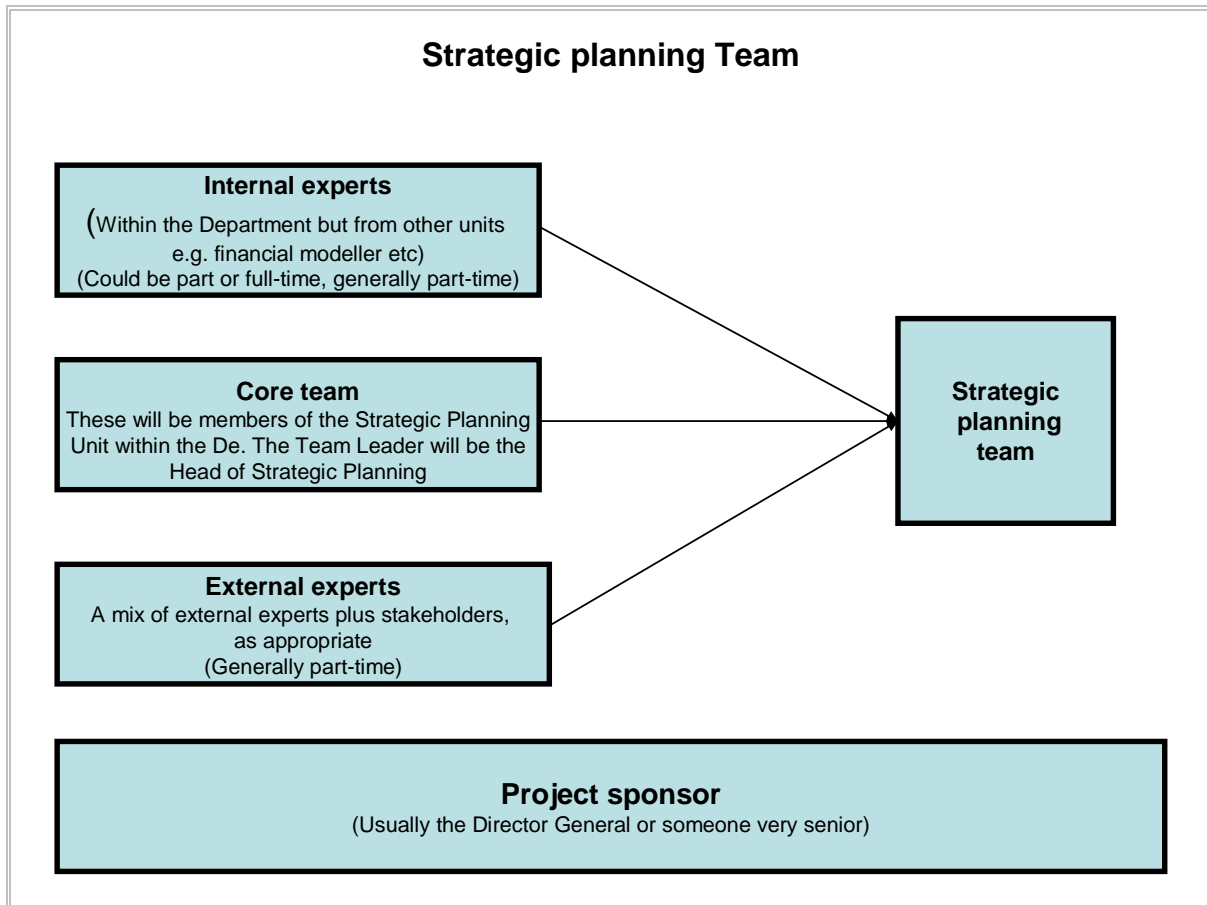 Strategic planning Team
Internal experts
(Within the Department but from other units
e.g. financial modeller etc)
(Could be part or full-time, generally part-time)
Core team
These will be members of the Strategic Planning
Unit within the De. The Team Leader will be the
Head of Strategic Planning
External experts
A mix of external experts plus stakeholders,
as appropriate
(Generally part-time)
Strategic
planning
team
Project sponsor
(Usually the Director General or someone very senior)